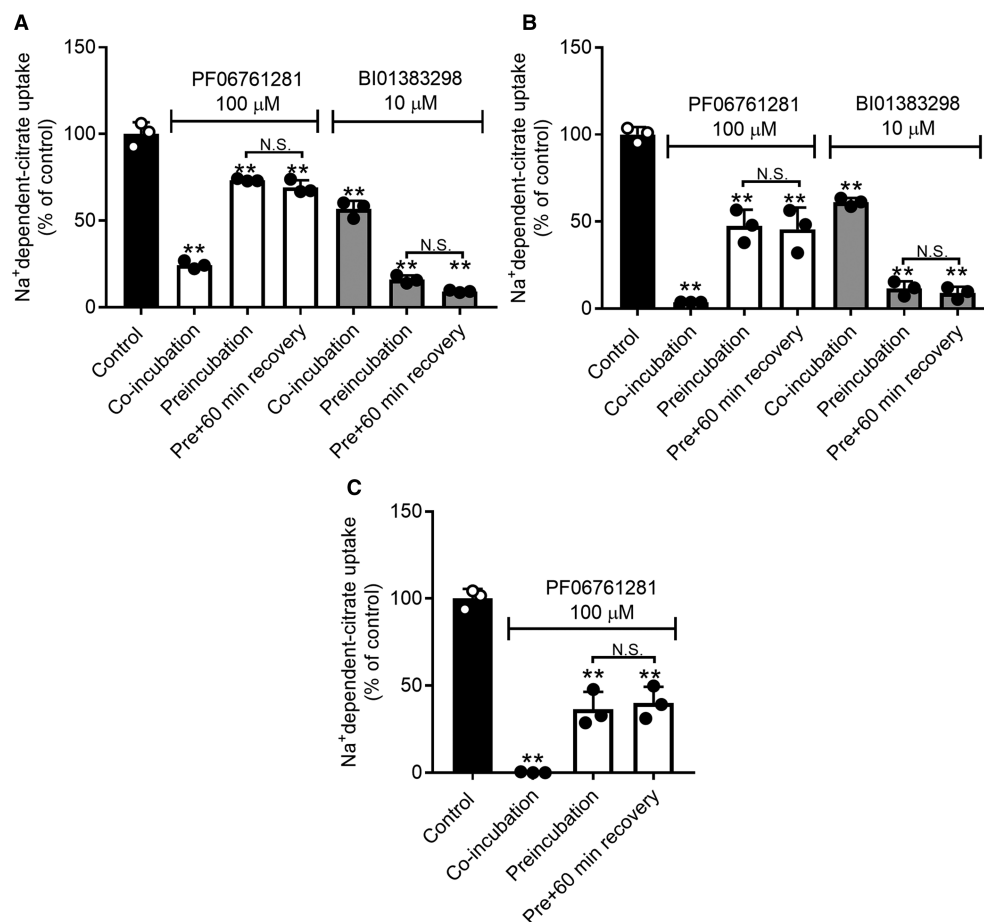 A
Na+dependent-citrate uptake
(% of control)
150
100
50
0
PF06761281
100 μM
BI01383298
10 μM
**
**
N.S.
**
**
**
N.S.
**
Control
Co-incubation
Preincubation
Pre+60 min recovery
Co-incubation
Preincubation
Pre+60 min recovery
B
Na+dependent-citrate uptake
(% of control)
150
100
50
0
PF06761281
100 μM
BI01383298
10 μM
**
**
N.S.
**
**
**
N.S.
**
Control
Co-incubation
Preincubation
Pre+60 min recovery
Co-incubation
Preincubation
Pre+60 min recovery
C
Na+dependent-citrate uptake
(% of control)
150
100
50
0
PF06761281
100 μM
**
**
N.S.
**
Control
Co-incubation
Preincubation
Pre+60 min recovery